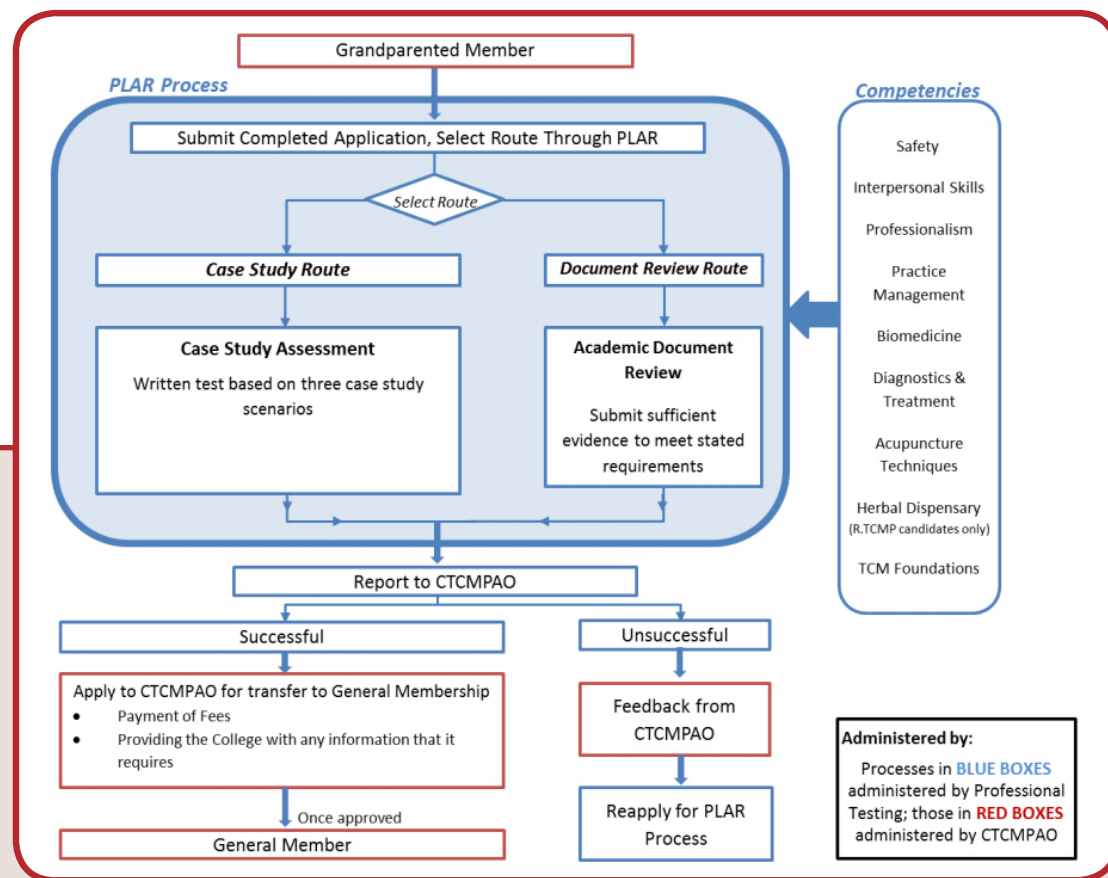 Grandparented Member
PLAR Process
Submit Completed Application, Select Route Through PLAR
Select Route
Case Study Route
Case Study Assessment
Written test based on three case study
scenarios
Document Review Route
Academic Document
Review
Submit sufficient
evidence to meet stated
requirements
Competencies
Safety
Interpersonal Skills
Professionalism
Practice
Management
Biomedicine
Diagnostics &
Treatment
Acupuncture
Techniques
Herbal Dispensary
(R.TCMP candidates only)
TCM Foundations
Report to CTCMPAO
Successful
Apply to CTCMPAO for transfer to General Membership
• Payment of Fees
• Providing the College with any information that it
requires
Once approved
General Member
Unsuccessful
Feedback from
CTCMPAO
Reapply for PLAR
Process
Administered by:
Processes in BLUE BOXES
administered by Professional
Testing; those in RED BOXES
administered by CTCMPAO